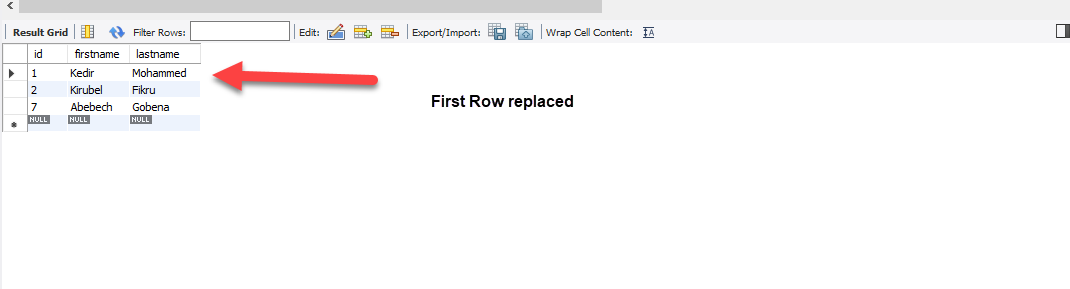 Result Grid Filter Rows: Edit: Export/Import: Wrap Cell Content: IA
id firstname lastname
1 Kedir Mohammed
2 Kirubel Fikru
7 Abebech Gobena
NULL NULL NULL
First Row replaced